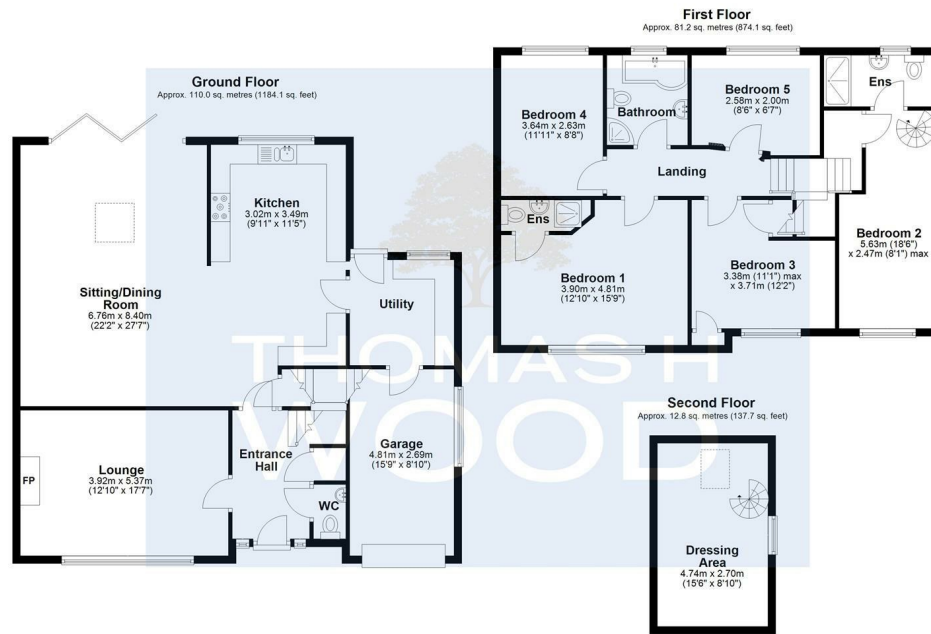 Ground Floor
Approx. 110.0 sq. metres (1184.1 sq. feet)
Kitchen
3.02m x 3.49m
(9'11" x 11'5")
Sitting/Dining
Room
6.76m x 8.40m
(22'2" x 27'7")
Utility
Lounge
3.92m x 5.37m
(12'10" x 17'7")
FP
Entrance
Hall
WC
Garage
4.81m x 2.69m
(15'9" x 8'10")
First Floor
Approx. 81.2 sq. metres (874.1 sq. feet)
Bedroom 4
3.64m x 2.63m
(11'11" x 8'8")
Bathroom
Bedroom 5
2.58m x 2.00m
(8'6" x 6'7")
Ens
Landing
Ens
Bedroom 1
3.90m x 4.81m
(12'10" x 15'9")
Bedroom 3
3.38m (11'1") max
x 3.71m (12'2")
Bedroom 2
5.63m (18'6")
x 2.47m (8'1") max
Second Floor
Approx. 12.8 sq. metres (137.7 sq. feet)
Dressing
Area
4.74m x 2.70m
(15'6" x 8'10")
THOMAS H
WOOD